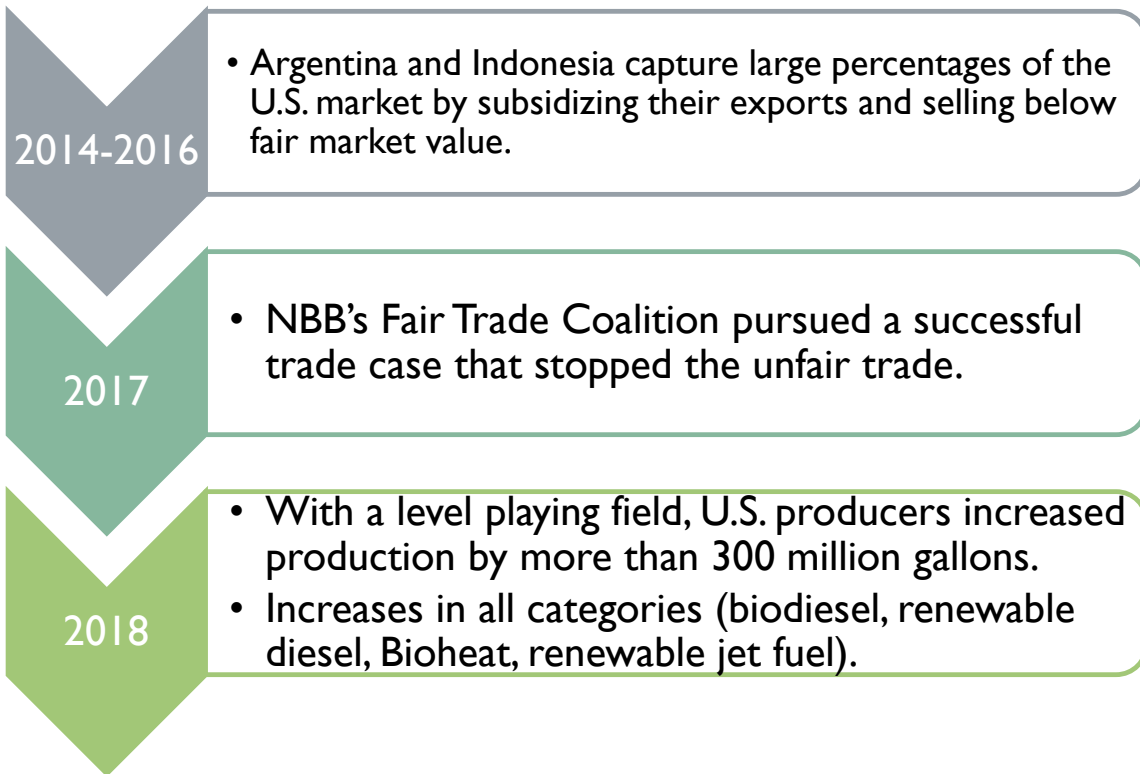 2014-2016
• Argentina and Indonesia capture large percentages of the
U.S. market by subsidizing their exports and selling below
fair market value.
2017
• NBB’s Fair Trade Coalition pursued a successful
trade case that stopped the unfair trade.
2018
• With a level playing field, U.S. producers increased
production by more than 300 million gallons.
• Increases in all categories (biodiesel, renewable
diesel, Bioheat, renewable jet fuel).